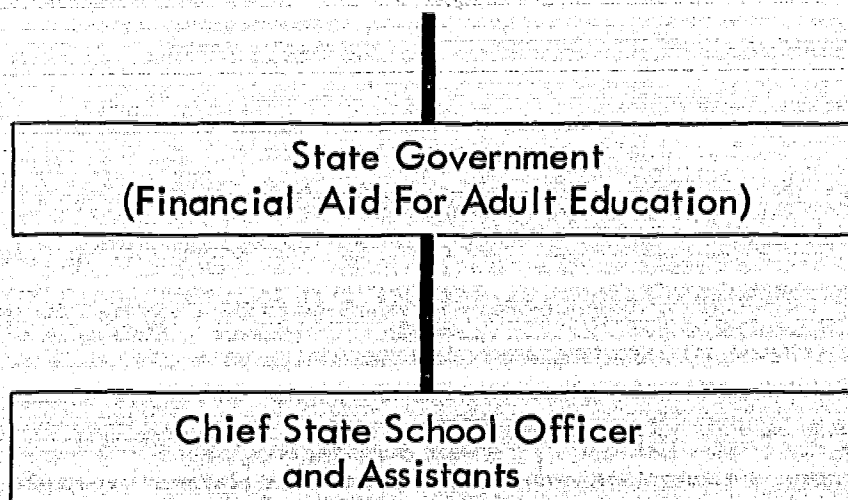 State Government
(Financial Aid For Adult Education)
Chief State School Officer
and Assistants